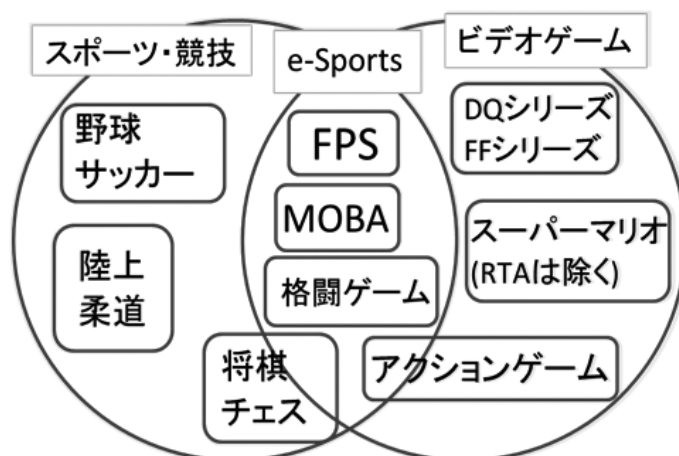 スポーツ・競技
e-Sports
ビデオゲーム
野球
サッカー
FPS
DQシリーズ
FFシリーズ
MOBA
スーパーマリオ
(RTAは除く)
陸上
柔道
格闘ゲーム
将棋
チェス
アクションゲーム